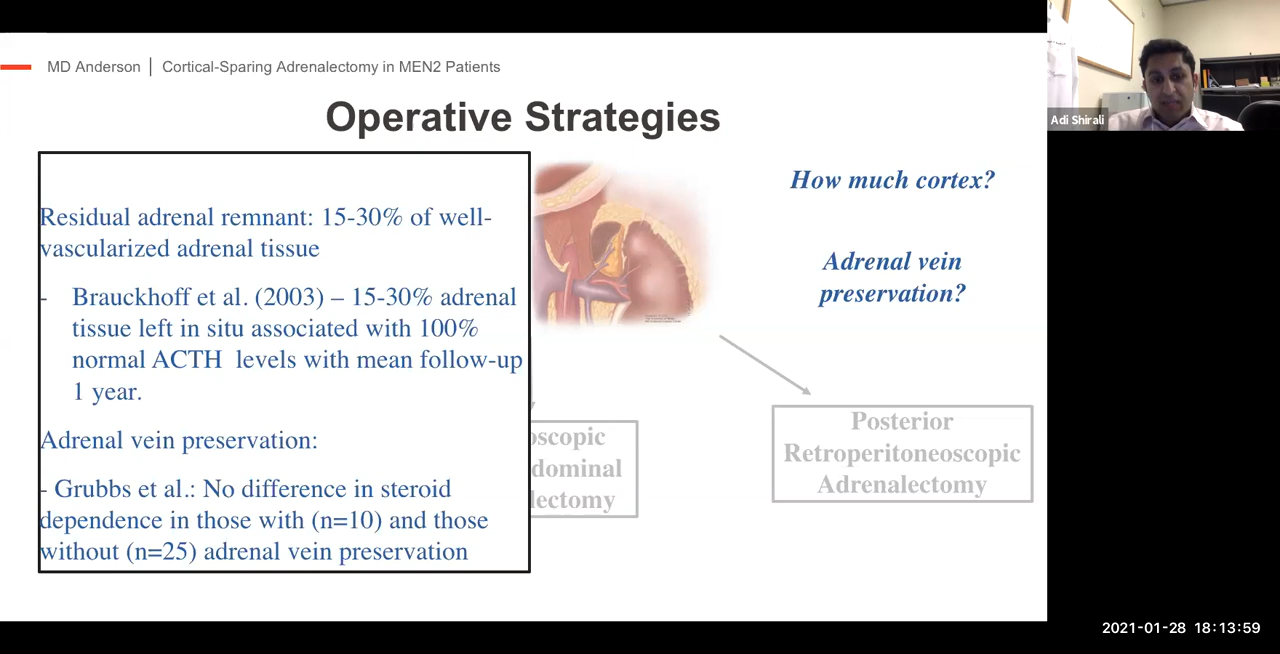 MD Anderson | Cortical-Sparing Adrenalectomy in MEN2 Patients
Operative Strategies
Residual adrenal remnant: 15-30% of well-
vascularized adrenal tissue
- Brauckhoff et al. (2003) – 15-30% adrenal
tissue left in situ associated with 100%
normal ACTH levels with mean follow-up
1 year.
Adrenal vein preservation:
- Grubbs et al.: No difference in steroid
dependence in those with (n=10) and those
without (n=25) adrenal vein preservation
How much cortex?
Adrenal vein
preservation?
oscopic
dominal
lectomy
Posterior
Retroperitoneoscopic
Adrenalectomy
Adi Shirali
2021-01-28 18:13:59